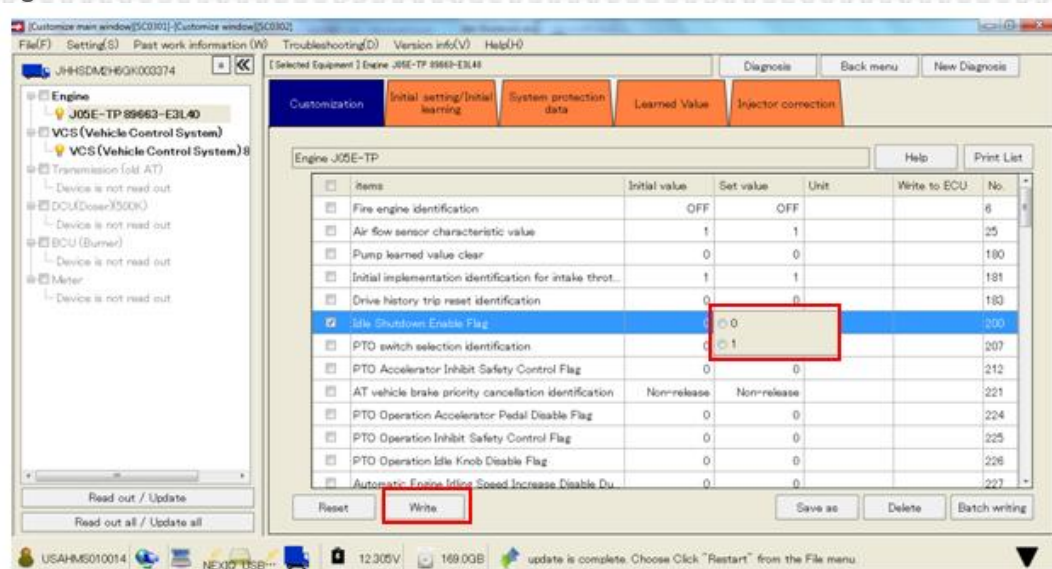 [Customize main window][SC0301]-[Customize window][SC0302]
File(F) Setting(S) Past work information (W) Troubleshooting(D) Version info(V) Help(H)
JHHSDM2H6GK003374
[ Selected Equipment ] Engine J05E-TP 89663-E3L40
Diagnosis Back menu New Diagnosis
Engine
J05E-TP 89663-E3L40
VCS (Vehicle Control System)
VCS (Vehicle Control System) 8
Transmission (old AT)
Device is not read out
DCU(Doser)(500K)
Device is not read out
BCU (Burner)
Device is not read out
Meter
Device is not read out
Read out / Update
Read out all / Update all
Customization
Initial setting/Initial learning
System protection data
Learned Value
Injector correction
Engine J05E-TP
Help Print List
items Initial value Set value Unit Write to ECU No.
Fire engine identification OFF OFF 6
Air flow sensor characteristic value 1 1 25
Pump learned value clear 0 0 180
Initial implementation identification for intake throt... 1 1 181
Drive history trip reset identification 0 0 183
Idle Shutdown Enable Flag 0 0 200
PTO switch selection identification 0 1 207
PTO Accelerator Inhibit Safety Control Flag 0 0 212
AT vehicle brake priority cancellation identification Non-release Non-release 221
PTO Operation Accelerator Pedal Disable Flag 0 0 224
PTO Operation Inhibit Safety Control Flag 0 0 225
PTO Operation Idle Knob Disable Flag 0 0 226
Automatic Engine Idling Speed Increase Disable Du... 0 0 227
Reset Write Save as Delete Batch writing
USAHMS010014 NEXIQ USB-... 12.305V 169.0GB update is complete. Choose Click "Restart" from the File menu.